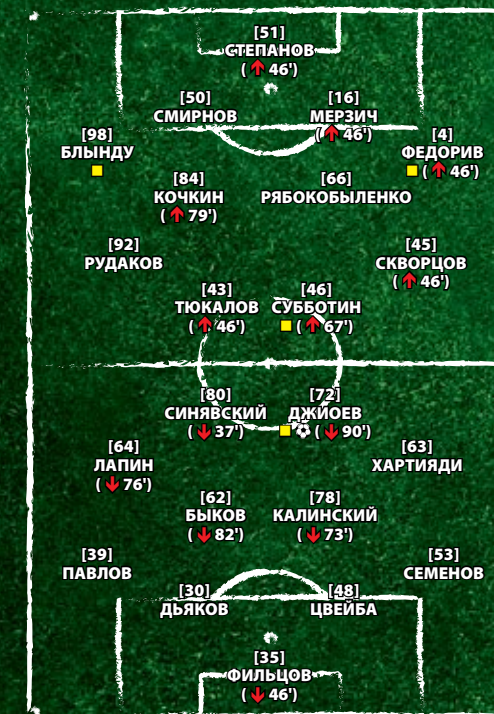 [51]
СТЕПАНОВ
( 46')
[50]
СМИРНОВ
[16]
МЕРЗИЧ
( 46')
[98]
БЛЫНДУ
[4]
ФЕДОРИВ
( 46')
[84]
КОЧКИН
( 79')
[66]
РЯБОКОБЫЛЕНКО
[92]
РУДАКОВ
[45]
СКВОРЦОВ
( 46')
[43]
ТЮКАЛОВ
( 46')
[46]
СУББОТИН
( 67')
[80]
СИНЯВСКИЙ
( 37')
[72]
ДЖИОЕВ
( 90')
[64]
ЛАПИН
( 76')
[63]
ХАРТИЯДИ
[62]
БЫКОВ
( 82')
[78]
КАЛИНСКИЙ
( 73')
[39]
ПАВЛОВ
[53]
СЕМЕНОВ
[30]
ДЬЯКОВ
[48]
ЦВЕЙБА
[35]
ФИЛЬЦОВ
( 46')